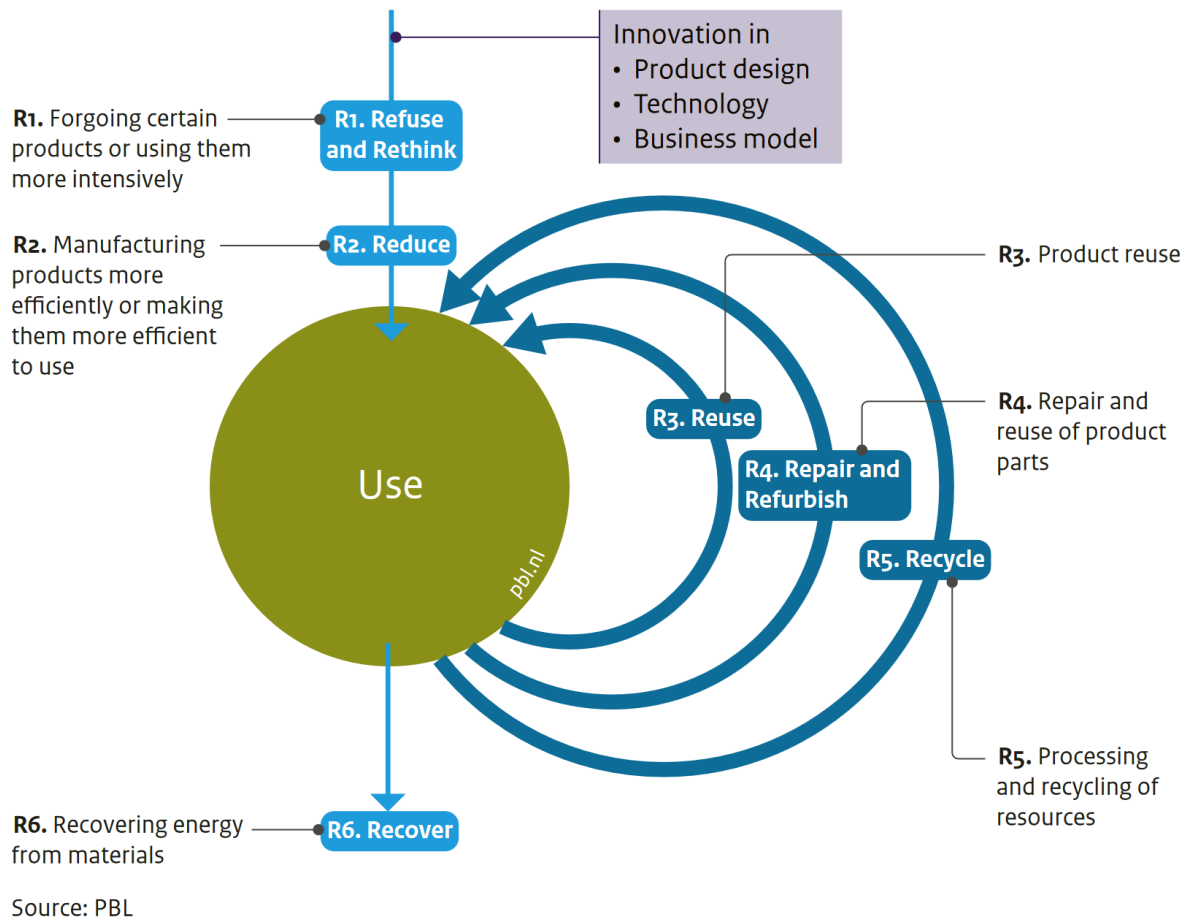 Innovation in
• Product design
• Technology
• Business model
R1. Forgoing certain
products or using them
more intensively
R1. Refuse
and Rethink
R2. Manufacturing
products more
efficiently or making
them more efficient
to use
R2. Reduce
R3. Product reuse
R3. Reuse
R4. Repair and
reuse of product
parts
R4. Repair and
Refurbish
Use
pbl.nl
R5. Recycle
R5. Processing
and recycling of
resources
R6. Recovering energy
from materials
R6. Recover
Source: PBL